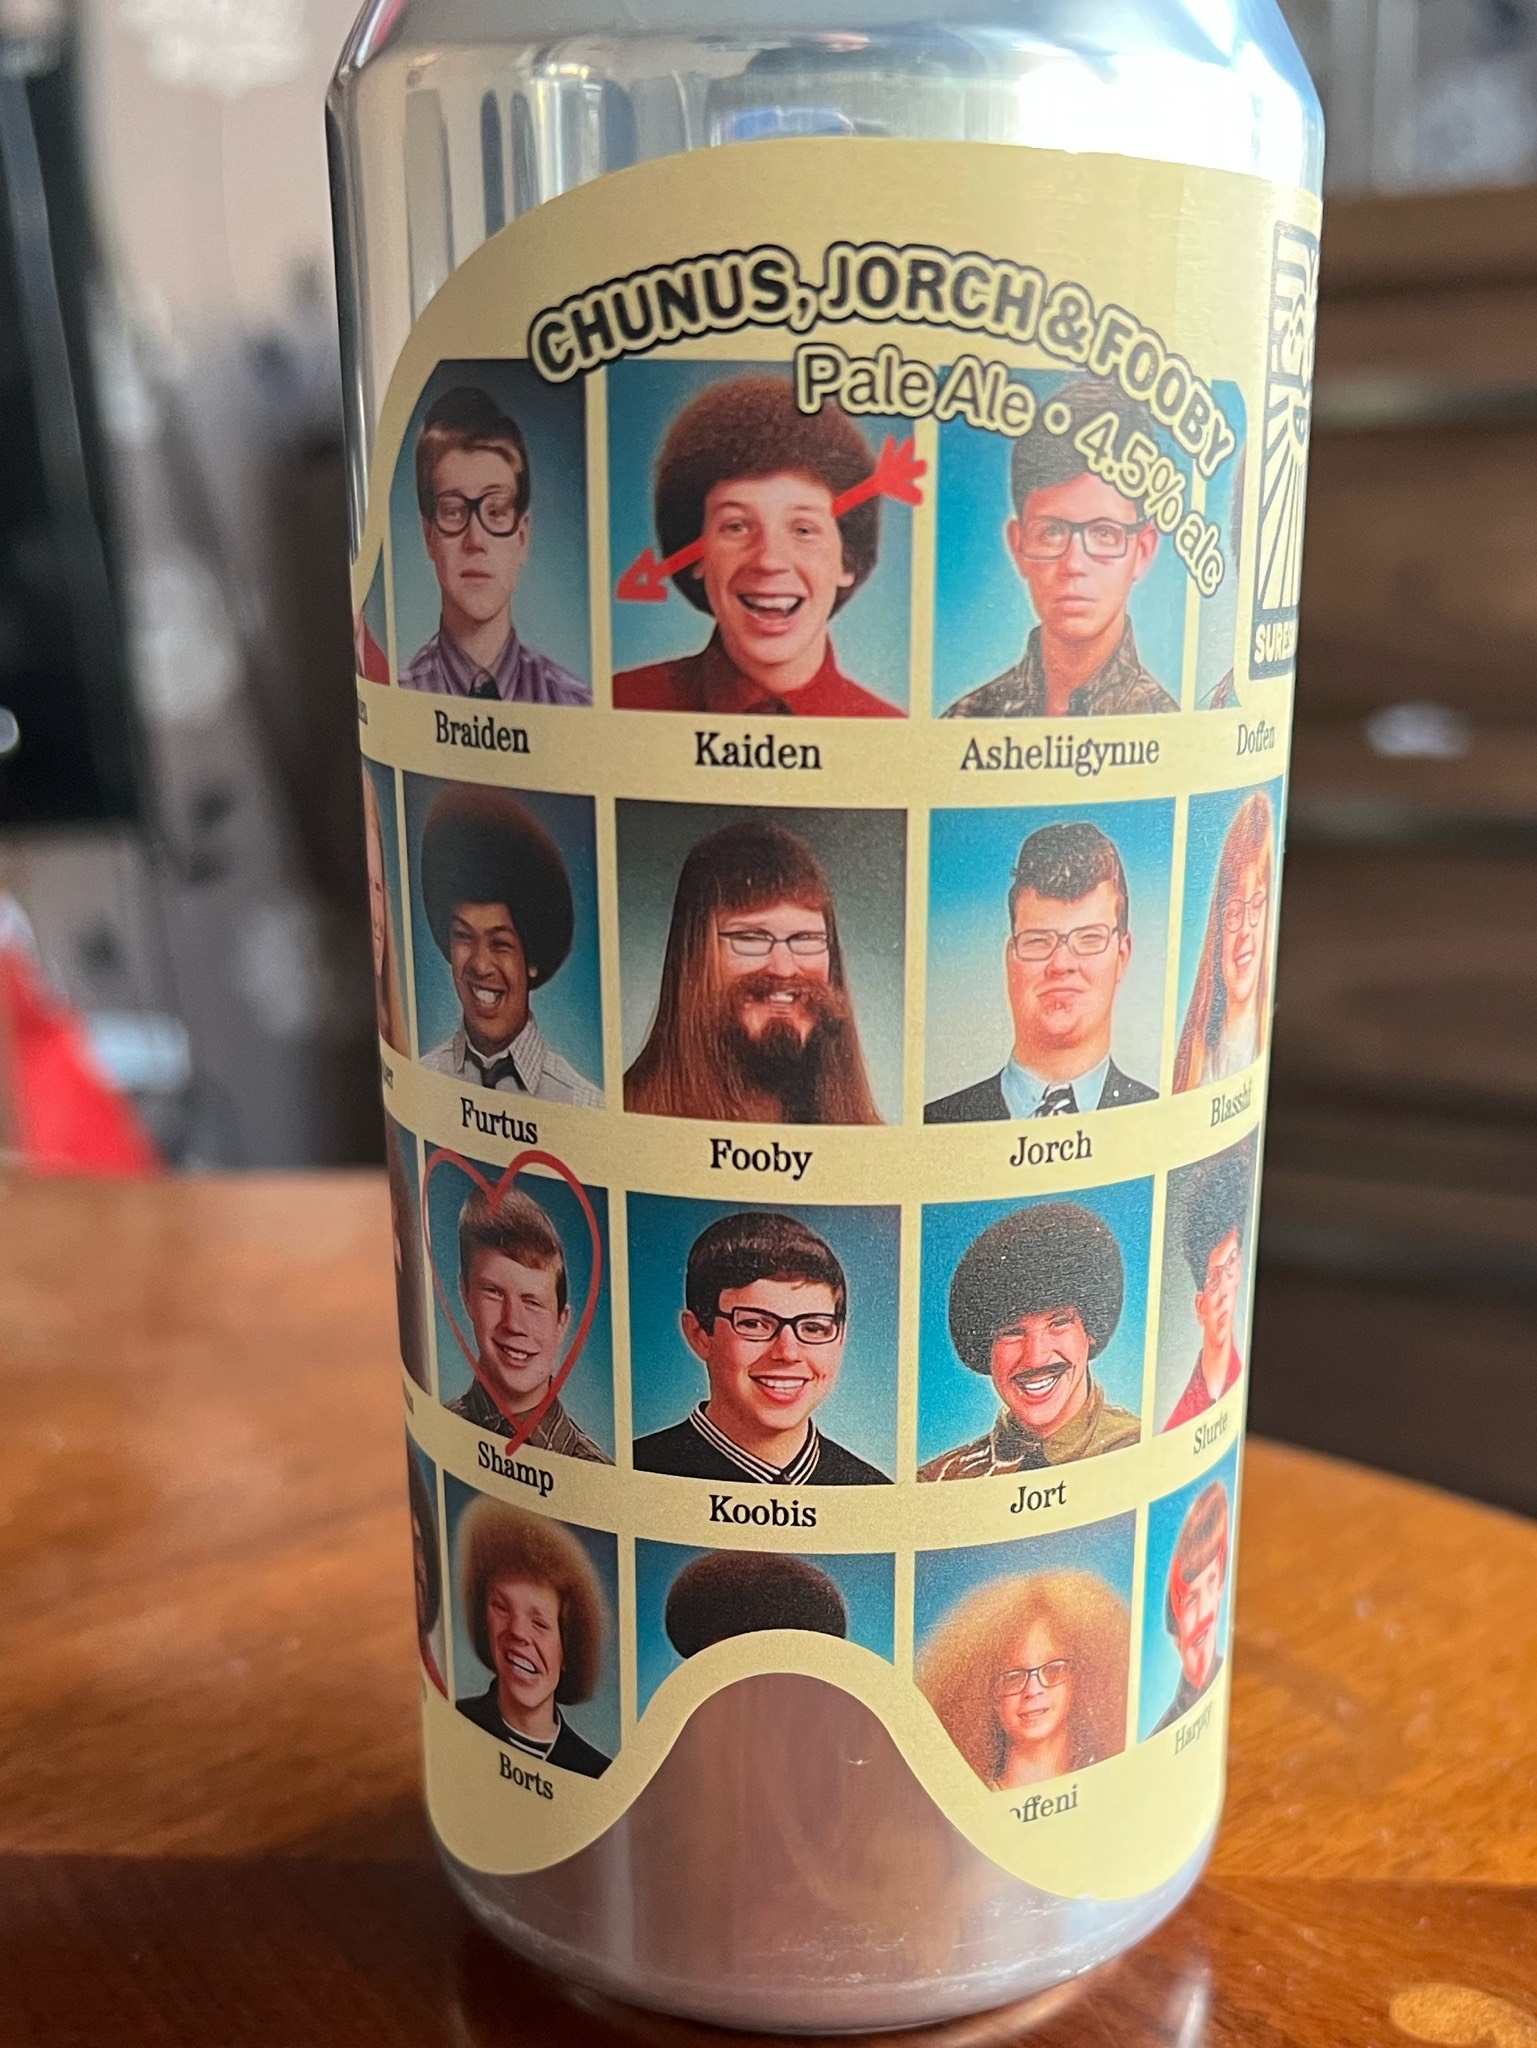 CHUNUS, JORCH & FOOBY
Pale Ale • 4.5% alc
Braiden
Kaiden
Asheliigynne
Doffen
Furtus
Fooby
Jorch
Shamp
Koobis
Jort
Slurte
Borts